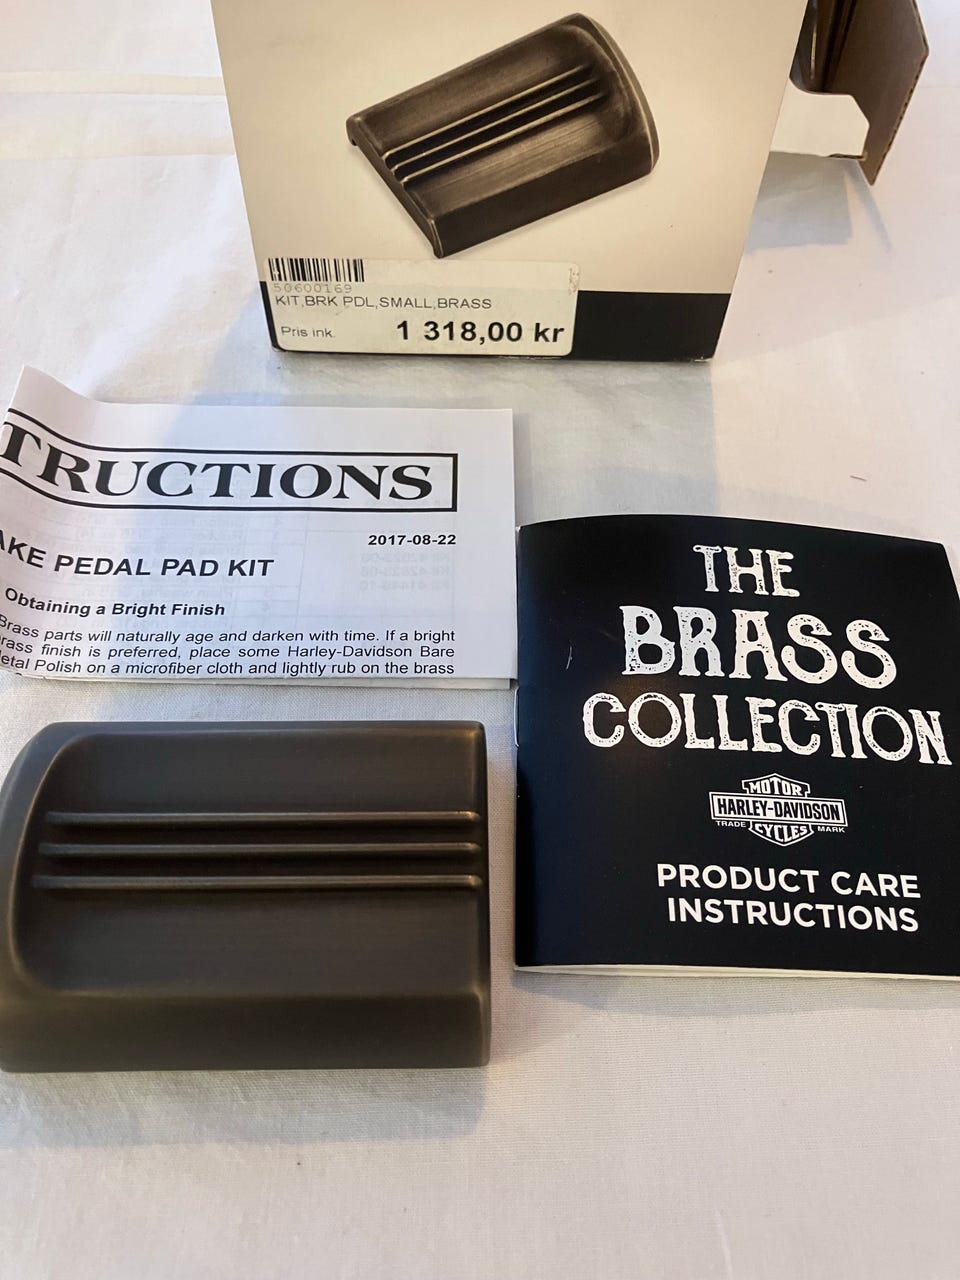 50600169
KIT,BRK PDL,SMALL,BRASS
Pris ink. 1 318,00 kr
TRUCTIONS
2017-08-22
AKE PEDAL PAD KIT
Obtaining a Bright Finish
Brass parts will naturally age and darken with time. If a bright
brass finish is preferred, place some Harley-Davidson Bare
etal Polish on a microfiber cloth and lightly rub on the brass
THE
BRASS
COLLECTION
MOTOR
HARLEY-DAVIDSON
TRADE CYCLES MARK
PRODUCT CARE
INSTRUCTIONS